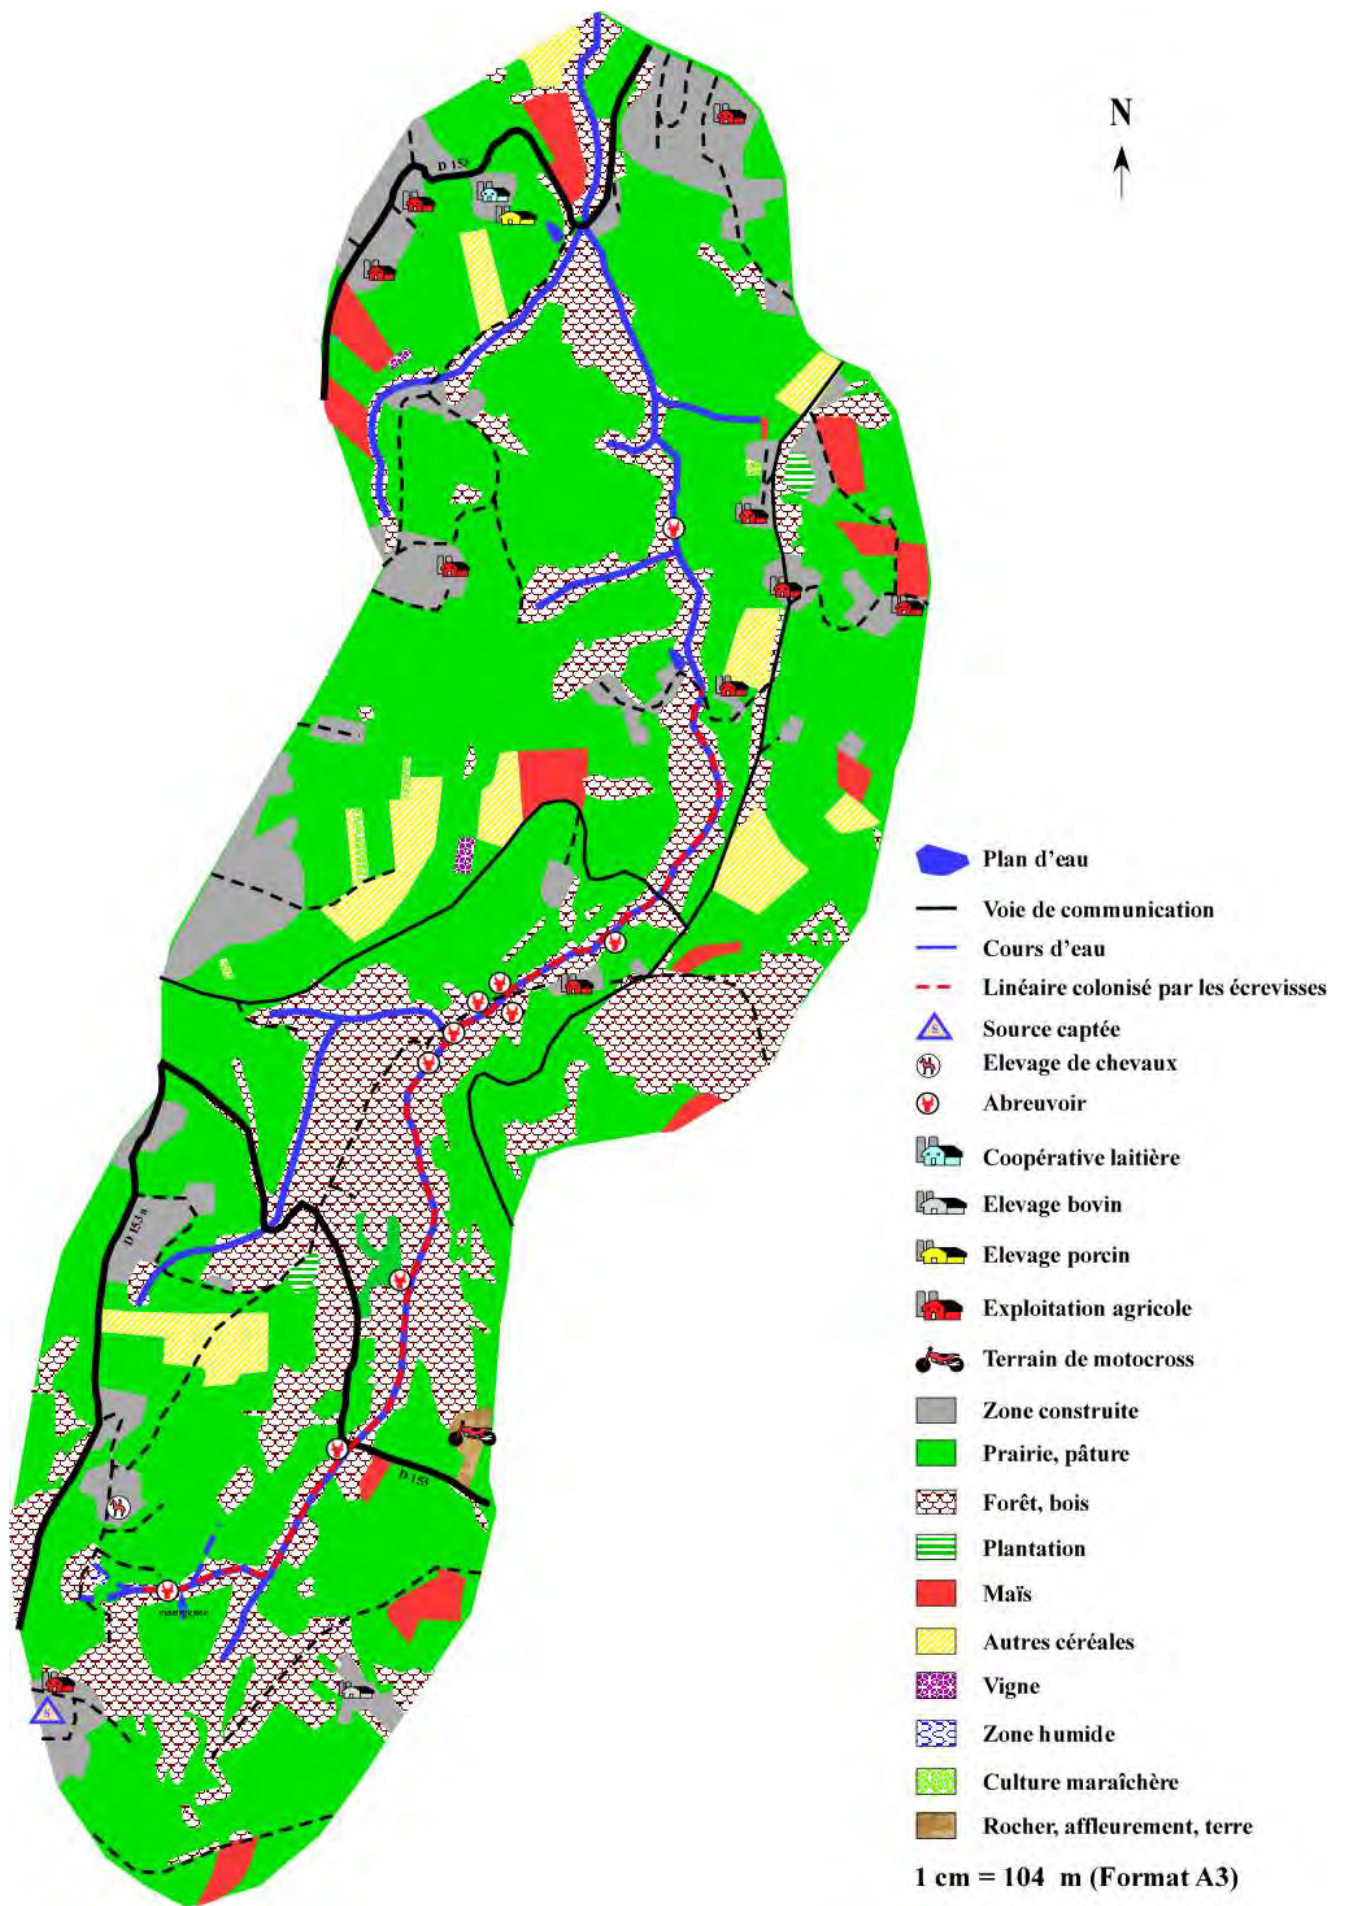 N
D 153
Plan d'eau
Voie de communication
Cours d'eau
Linéaire colonisé par les écrevisses
S
Source captée
Elevage de chevaux
Abreuvoir
Coopérative laitière
Elevage bovin
Elevage porcin
Exploitation agricole
Terrain de motocross
Zone construite
Prairie, pâture
Forêt, bois
Plantation
Maïs
Autres céréales
Vigne
Zone humide
Culture maraîchère
Rocher, affleurement, terre
1 cm = 104 m (Format A3)
D 153 a
D 153
S